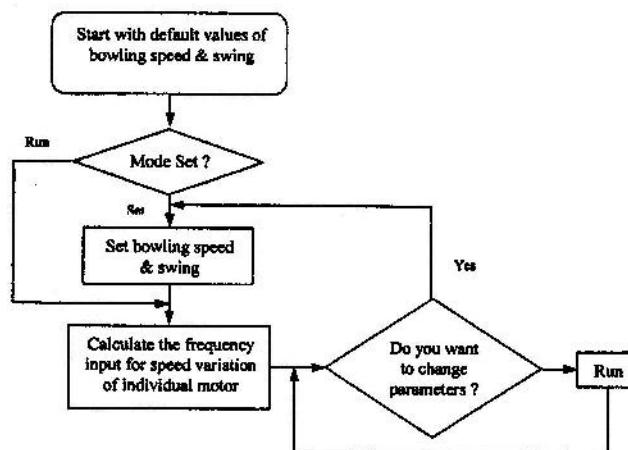 Start with default values of
bowling speed & swing
Run
Mode Set ?
Set
Set bowling speed
& swing
Yes
Calculate the frequency
input for speed variation
of individual motor
Do you want
to change
parameters ?
Run